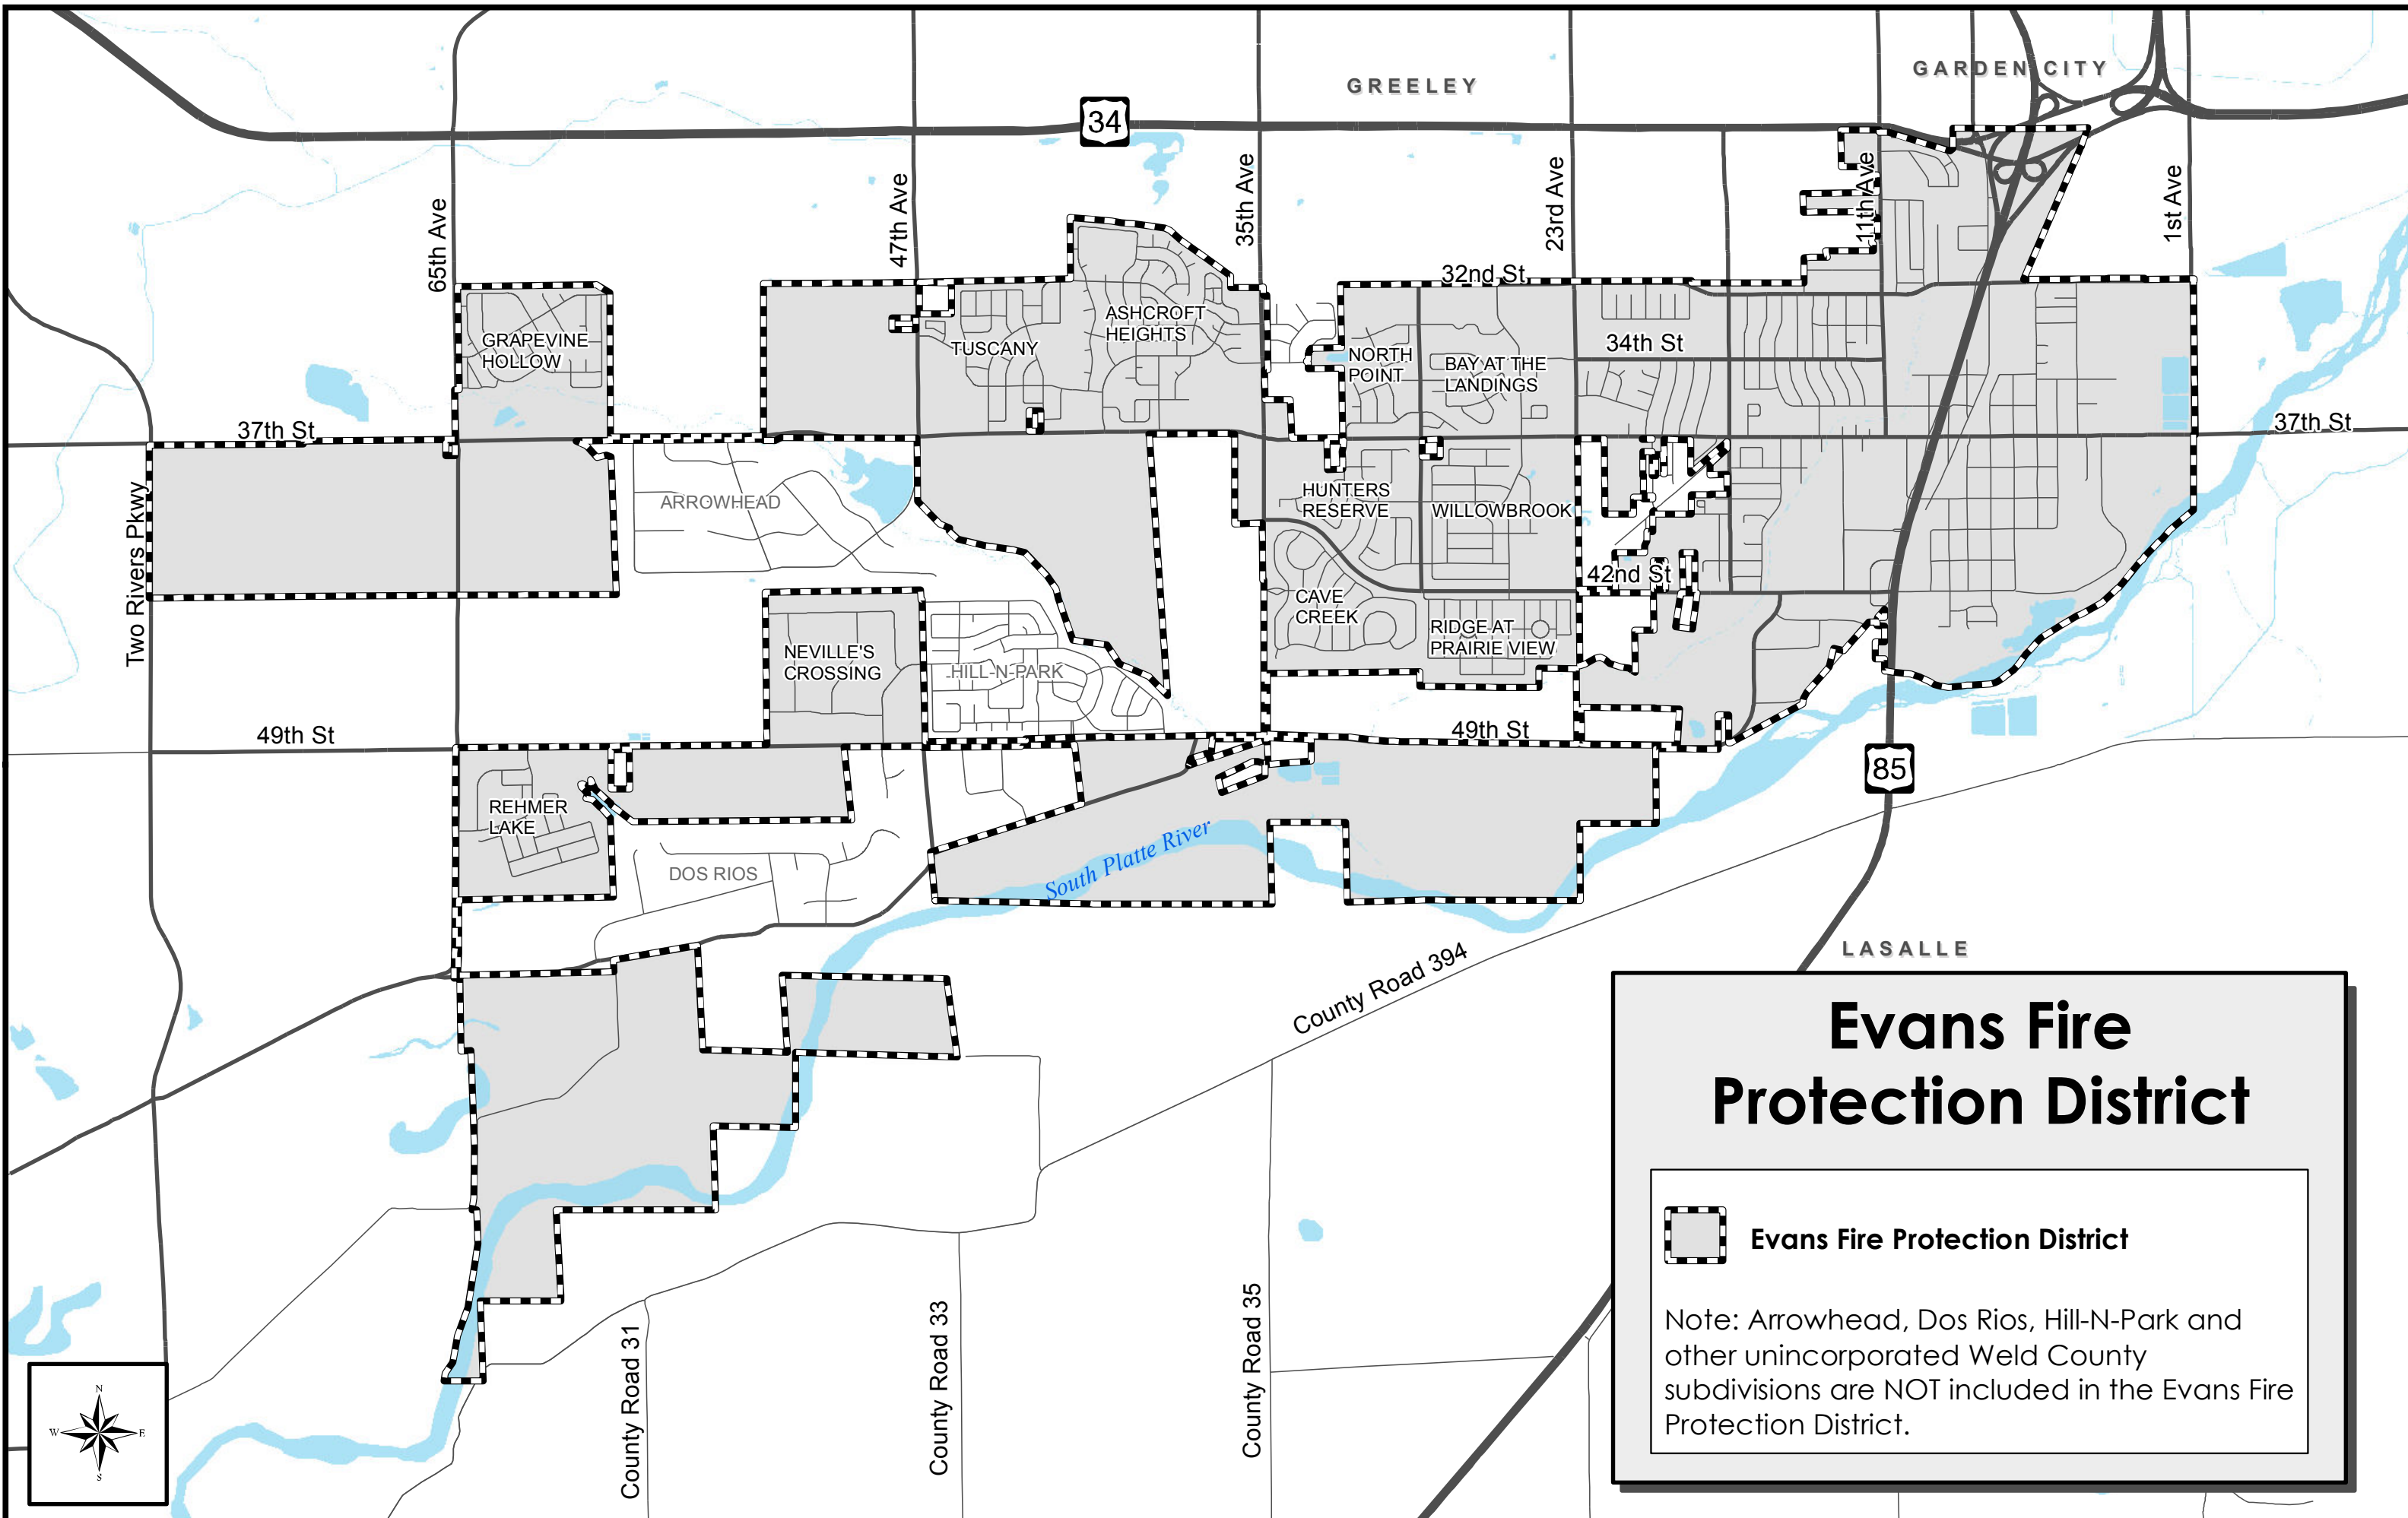 GARDEN CITY
GREELEY
34
65th Ave
47th Ave
35th Ave
23rd Ave
11th Ave
1st Ave
32nd St
ASHCROFT
HEIGHTS
GRAPEVINE
HOLLOW
TUSCANY
NORTH
POINT
BAY AT THE
LANDINGS
34th St
37th St
37th St
Two Rivers Pkwy
ARROWHEAD
HUNTERS
RESERVE
WILLOWBROOK
42nd St
CAVE
CREEK
RIDGE AT
PRAIRIE VIEW
NEVILLE'S
CROSSING
HILL-N-PARK
49th St
49th St
85
REHMER
LAKE
DOS RIOS
South Platte River
County Road 394
LASALLE
County Road 31
County Road 33
County Road 35
N
W
E
S
Evans Fire
Protection District
Evans Fire Protection District
Note: Arrowhead, Dos Rios, Hill-N-Park and
other unincorporated Weld County
subdivisions are NOT included in the Evans Fire
Protection District.